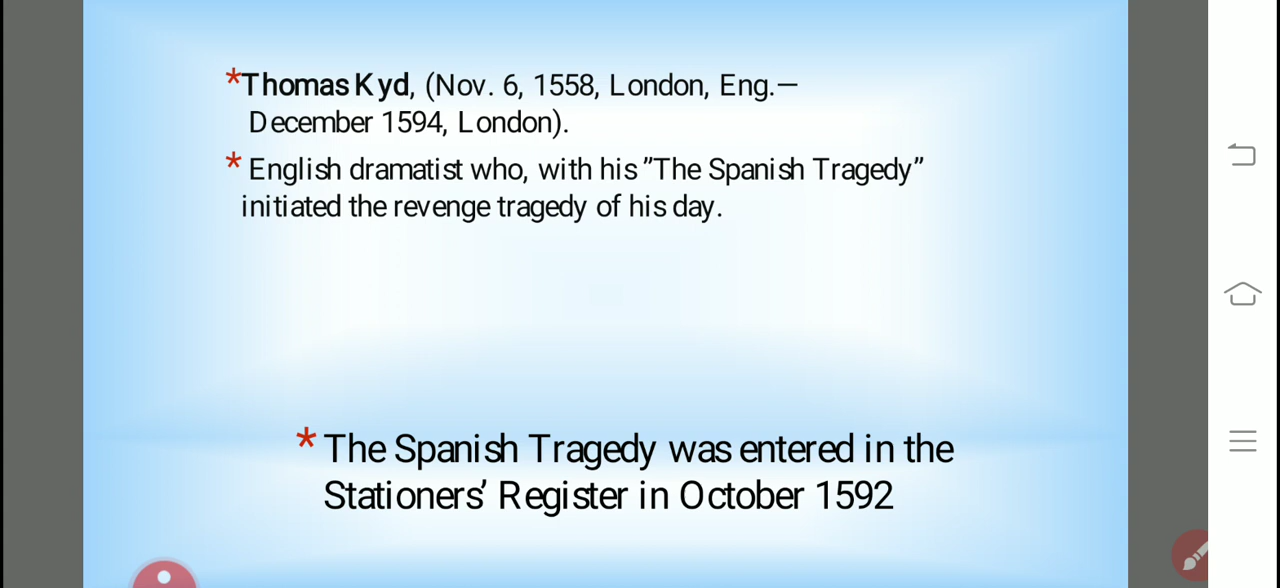 *Thomas Kyd, (Nov. 6, 1558, London, Eng.—
December 1594, London).
* English dramatist who, with his ”The Spanish Tragedy”
initiated the revenge tragedy of his day.
* The Spanish Tragedy was entered in the
Stationers’ Register in October 1592